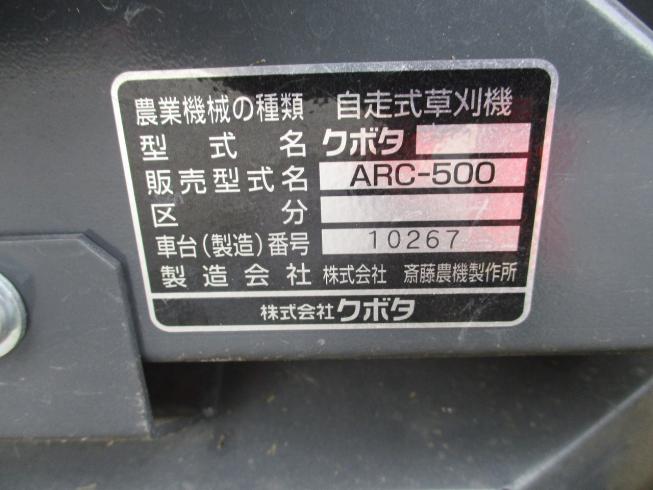 農業機械の種類 自走式草刈機
型式名 クボタ
販売型式名 ARC-500
区分
車台(製造)番号 10267
製造会社 株式会社 斎藤農機製作所
株式会社クボタ